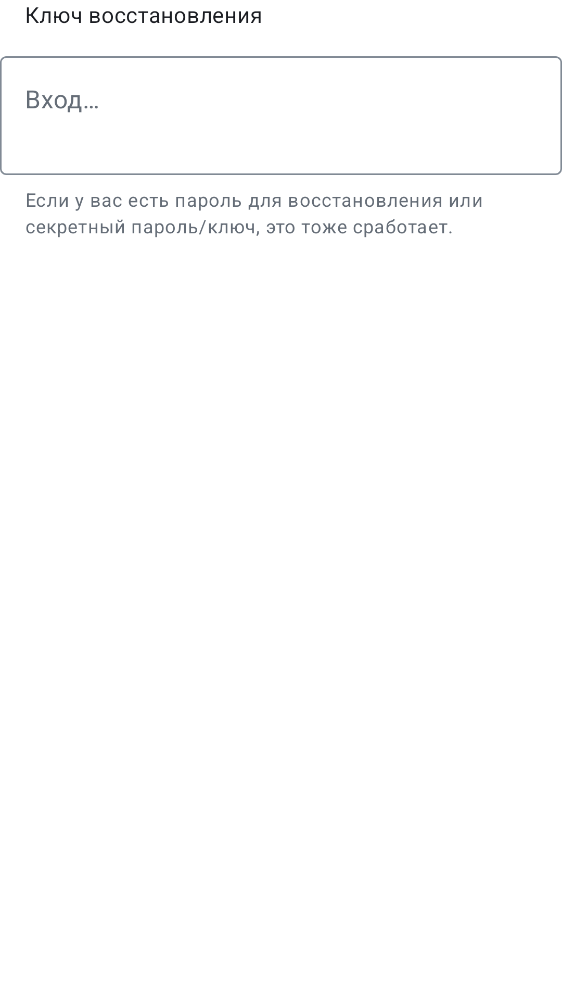 Ключ восстановления
Вход…
Если у вас есть пароль для восстановления или
секретный пароль/ключ, это тоже сработает.